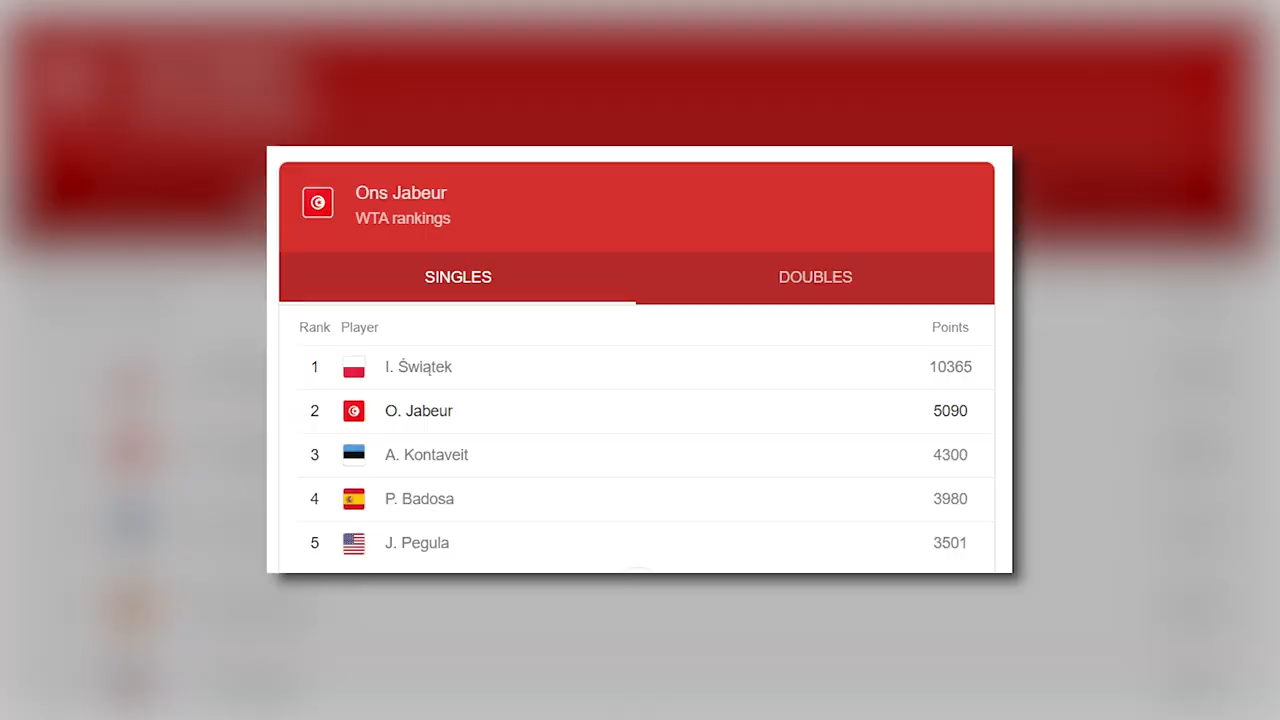 Ons Jabeur
WTA rankings
SINGLES DOUBLES
Rank Player Points
1 I. Świątek 10365
2 O. Jabeur 5090
3 A. Kontaveit 4300
4 P. Badosa 3980
5 J. Pegula 3501